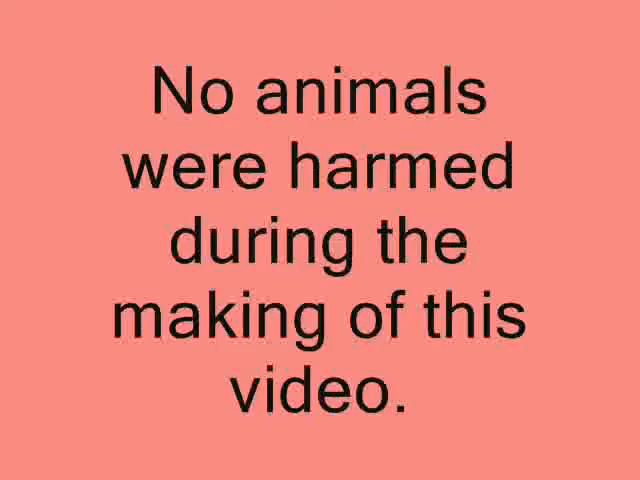 No animals
were harmed
during the
making of this
video.